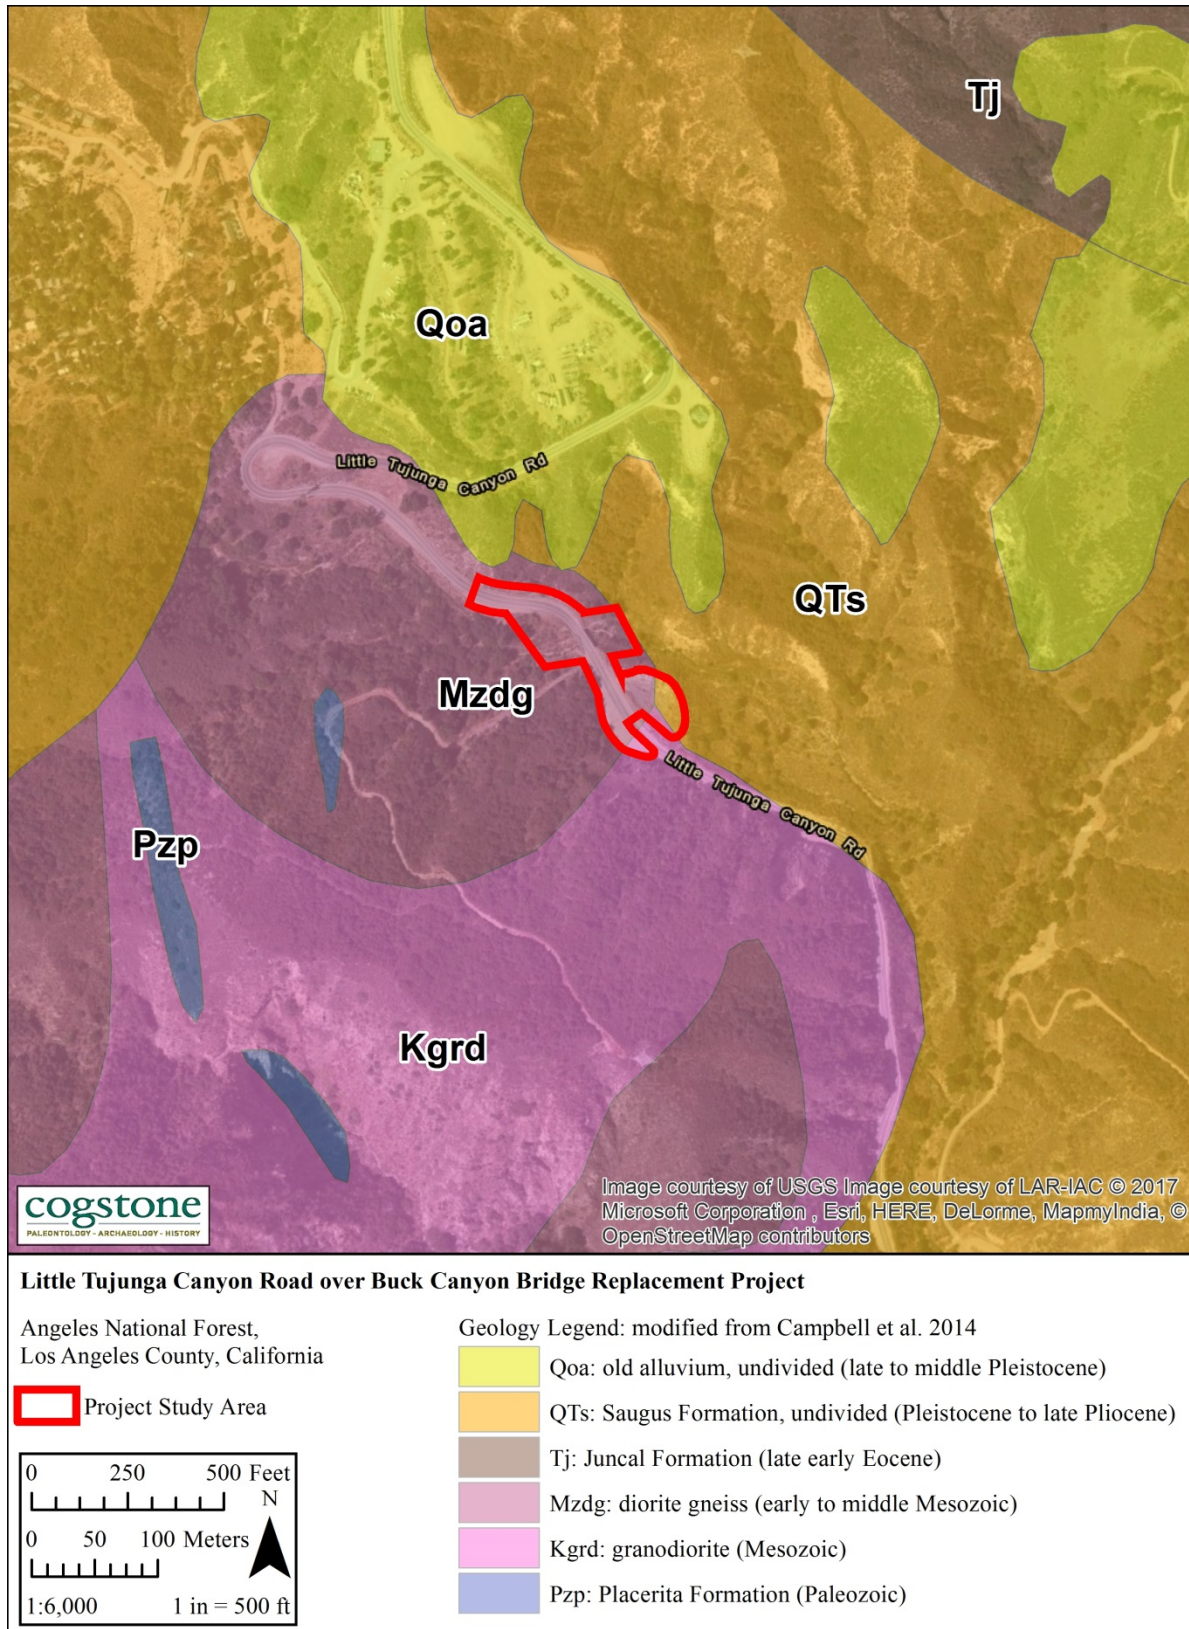 Tj
Qoa
Little Tujunga Canyon Rd
QTs
Mzdg
Little Tujunga Canyon Rd
Pzp
Kgrd
cogstone
PALEONTOLOGY - ARCHAEOLOGY - HISTORY
Image courtesy of USGS Image courtesy of LAR-IAC © 2017
Microsoft Corporation , Esri, HERE, DeLorme, MapmyIndia, ©
OpenStreetMap contributors
Little Tujunga Canyon Road over Buck Canyon Bridge Replacement Project
Angeles National Forest,
Los Angeles County, California
Project Study Area
0 250 500 Feet
N
0 50 100 Meters
1:6,000 1 in = 500 ft
Geology Legend: modified from Campbell et al. 2014
Qoa: old alluvium, undivided (late to middle Pleistocene)
QTs: Saugus Formation, undivided (Pleistocene to late Pliocene)
Tj: Juncal Formation (late early Eocene)
Mzdg: diorite gneiss (early to middle Mesozoic)
Kgrd: granodiorite (Mesozoic)
Pzp: Placerita Formation (Paleozoic)